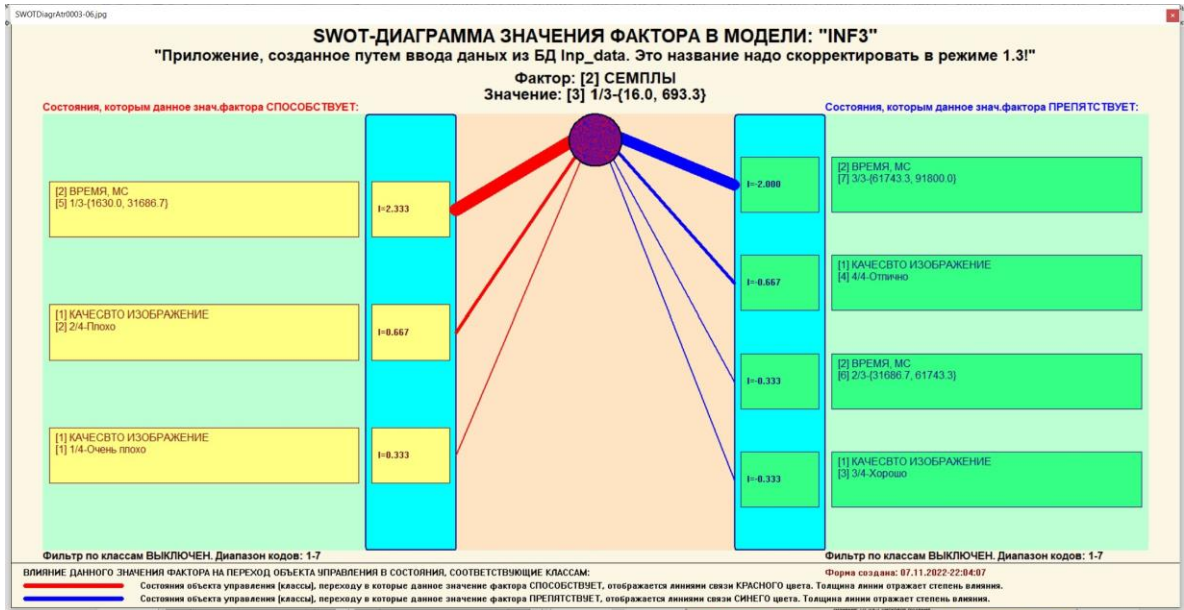 SWOTDiagrAtr0003-06.jpg
SWOT-ДИАГРАММА ЗНАЧЕНИЯ ФАКТОРА В МОДЕЛИ: "INF3"
"Приложение, созданное путем ввода даных из БД Inp_data. Это название надо скорректировать в режиме 1.3!"
Фактор: [2] СЕМПЛЫ
Значение: [3] 1/3-{16.0, 693.3}
Состояния, которым данное знач.фактора СПОСОБСТВУЕТ:
[2] ВРЕМЯ, МС
[5] 1/3-{1630.0, 31686.7}
I=2.333
[1] КАЧЕСВТО ИЗОБРАЖЕНИЕ
[2] 2/4-Плохо
I=0.667
[1] КАЧЕСВТО ИЗОБРАЖЕНИЕ
[1] 1/4-Очень плохо
I=0.333
Фильтр по классам ВЫКЛЮЧЕН. Диапазон кодов: 1-7
Состояния, которым данное знач.фактора ПРЕПЯТСТВУЕТ:
I=-2.000
[2] ВРЕМЯ, МС
[7] 3/3-{61743.3, 91800.0}
I=-0.667
[1] КАЧЕСВТО ИЗОБРАЖЕНИЕ
[4] 4/4-Отлично
I=-0.333
[2] ВРЕМЯ, МС
[6] 2/3-{31686.7, 61743.3}
I=-0.333
[1] КАЧЕСВТО ИЗОБРАЖЕНИЕ
[3] 3/4-Хорошо
Фильтр по классам ВЫКЛЮЧЕН. Диапазон кодов: 1-7
ВЛИЯНИЕ ДАННОГО ЗНАЧЕНИЯ ФАКТОРА НА ПЕРЕХОД ОБЪЕКТА УПРАВЛЕНИЯ В СОСТОЯНИЯ, СООТВЕТСТВУЮЩИЕ КЛАССАМ:
Форма создана: 07.11.2022-22:04:07
Состояния объекта управления (классы), переходу в которые данное значение фактора СПОСОБСТВУЕТ, отображается линиями связи КРАСНОГО цвета. Толщина линии отражает степень влияния.
Состояния объекта управления (классы), переходу в которые данное значение фактора ПРЕПЯТСТВУЕТ, отображается линиями связи СИНЕГО цвета. Толщина линии отражает степень влияния.